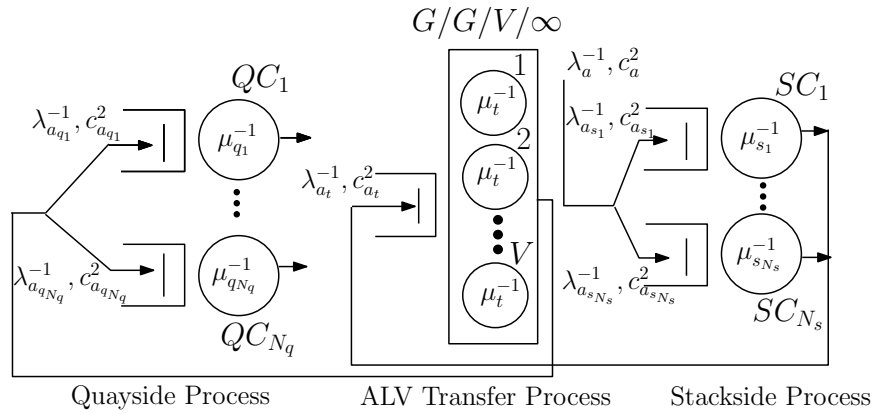 G/G/V/∞
QC_1
λ_{a_{q_1}}^{-1}, c_{a_{q_1}}^2
μ_{q_1}^{-1}
λ_{a_{q_{N_q}}}^{-1}, c_{a_{q_{N_q}}}^2
μ_{q_{N_q}}^{-1}
QC_{N_q}
Quayside Process
λ_{a_t}^{-1}, c_{a_t}^2
1
μ_t^{-1}
2
μ_t^{-1}
V
μ_t^{-1}
ALV Transfer Process
λ_a^{-1}, c_a^2
SC_1
λ_{a_{s_1}}^{-1}, c_{a_{s_1}}^2
μ_{s_1}^{-1}
μ_{s_{N_s}}^{-1}
λ_{a_{s_{N_s}}}^{-1}, c_{a_{s_{N_s}}}^2
SC_{N_s}
Stackside Process